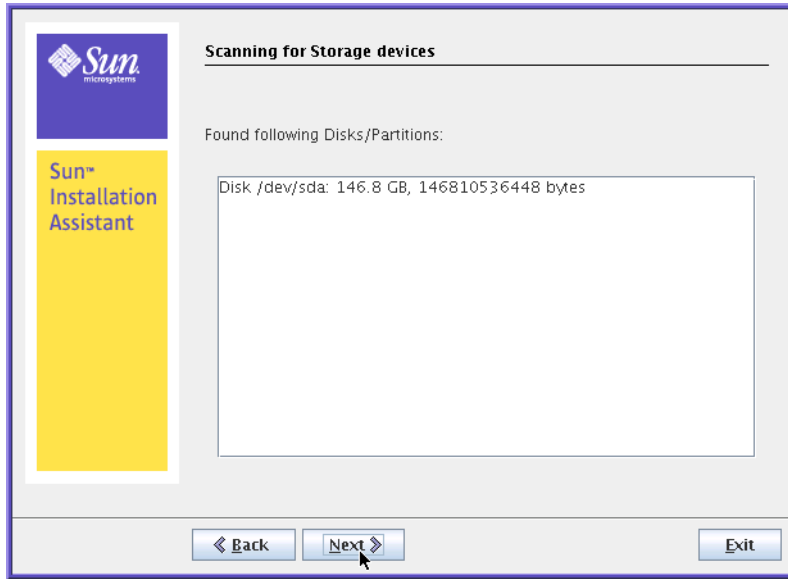 Sun
microsystems
Scanning for Storage devices
Found following Disks/Partitions:
Sun™
Installation
Assistant
Disk /dev/sda: 146.8 GB, 146810536448 bytes
Back
Next
Exit